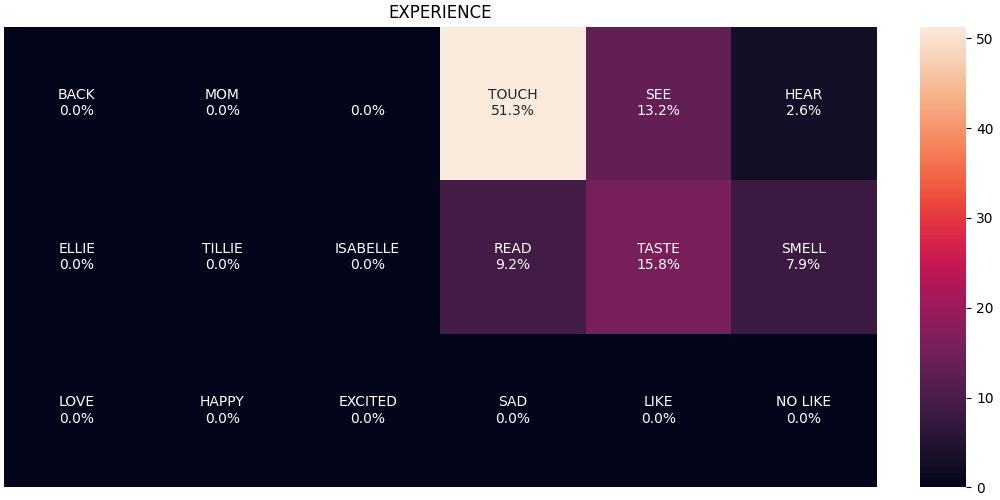 EXPERIENCE
BACK MOM TOUCH SEE HEAR
0.0% 0.0% 0.0% 51.3% 13.2% 2.6%
ELLIE TILLIE ISABELLE READ TASTE SMELL
0.0% 0.0% 0.0% 9.2% 15.8% 7.9%
LOVE HAPPY EXCITED SAD LIKE NO LIKE
0.0% 0.0% 0.0% 0.0% 0.0% 0.0%
50
40
30
20
10
0